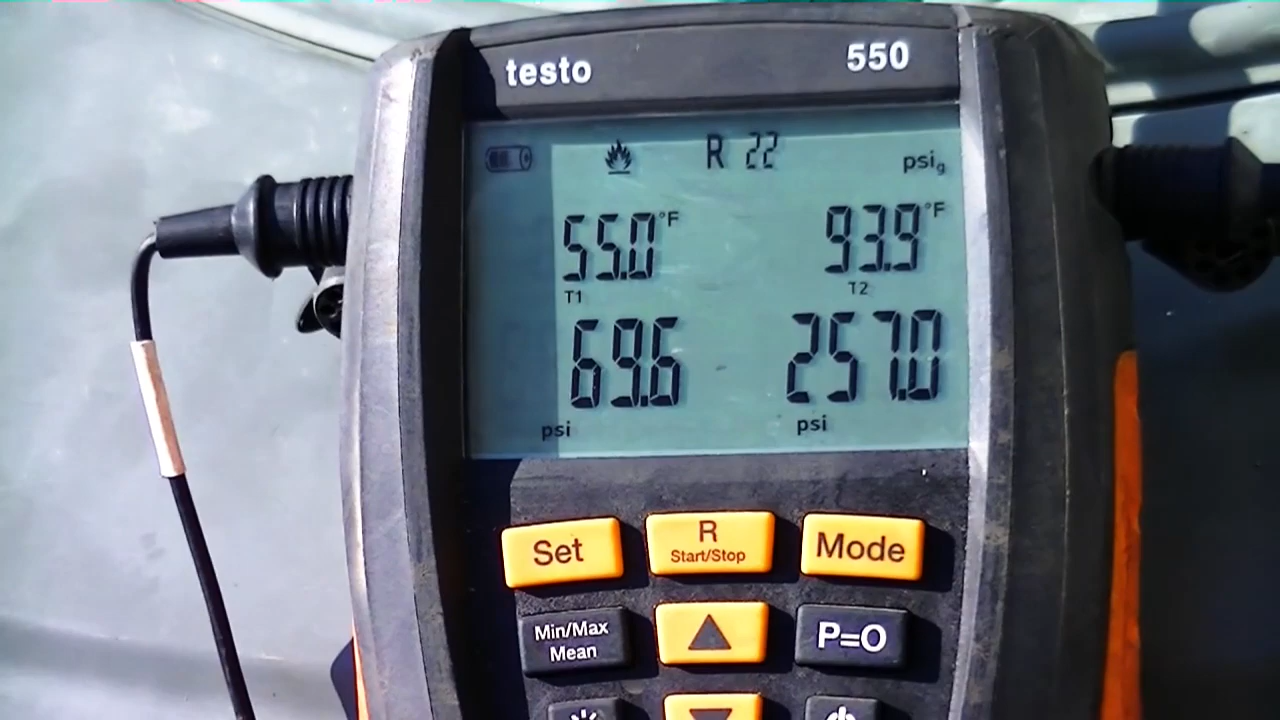 testo 550
R 22 psig
55.0°F 93.9°F
T1 T2
69.6 257.0
psi psi
Set R Start/Stop Mode
Min/Max Mean P=O